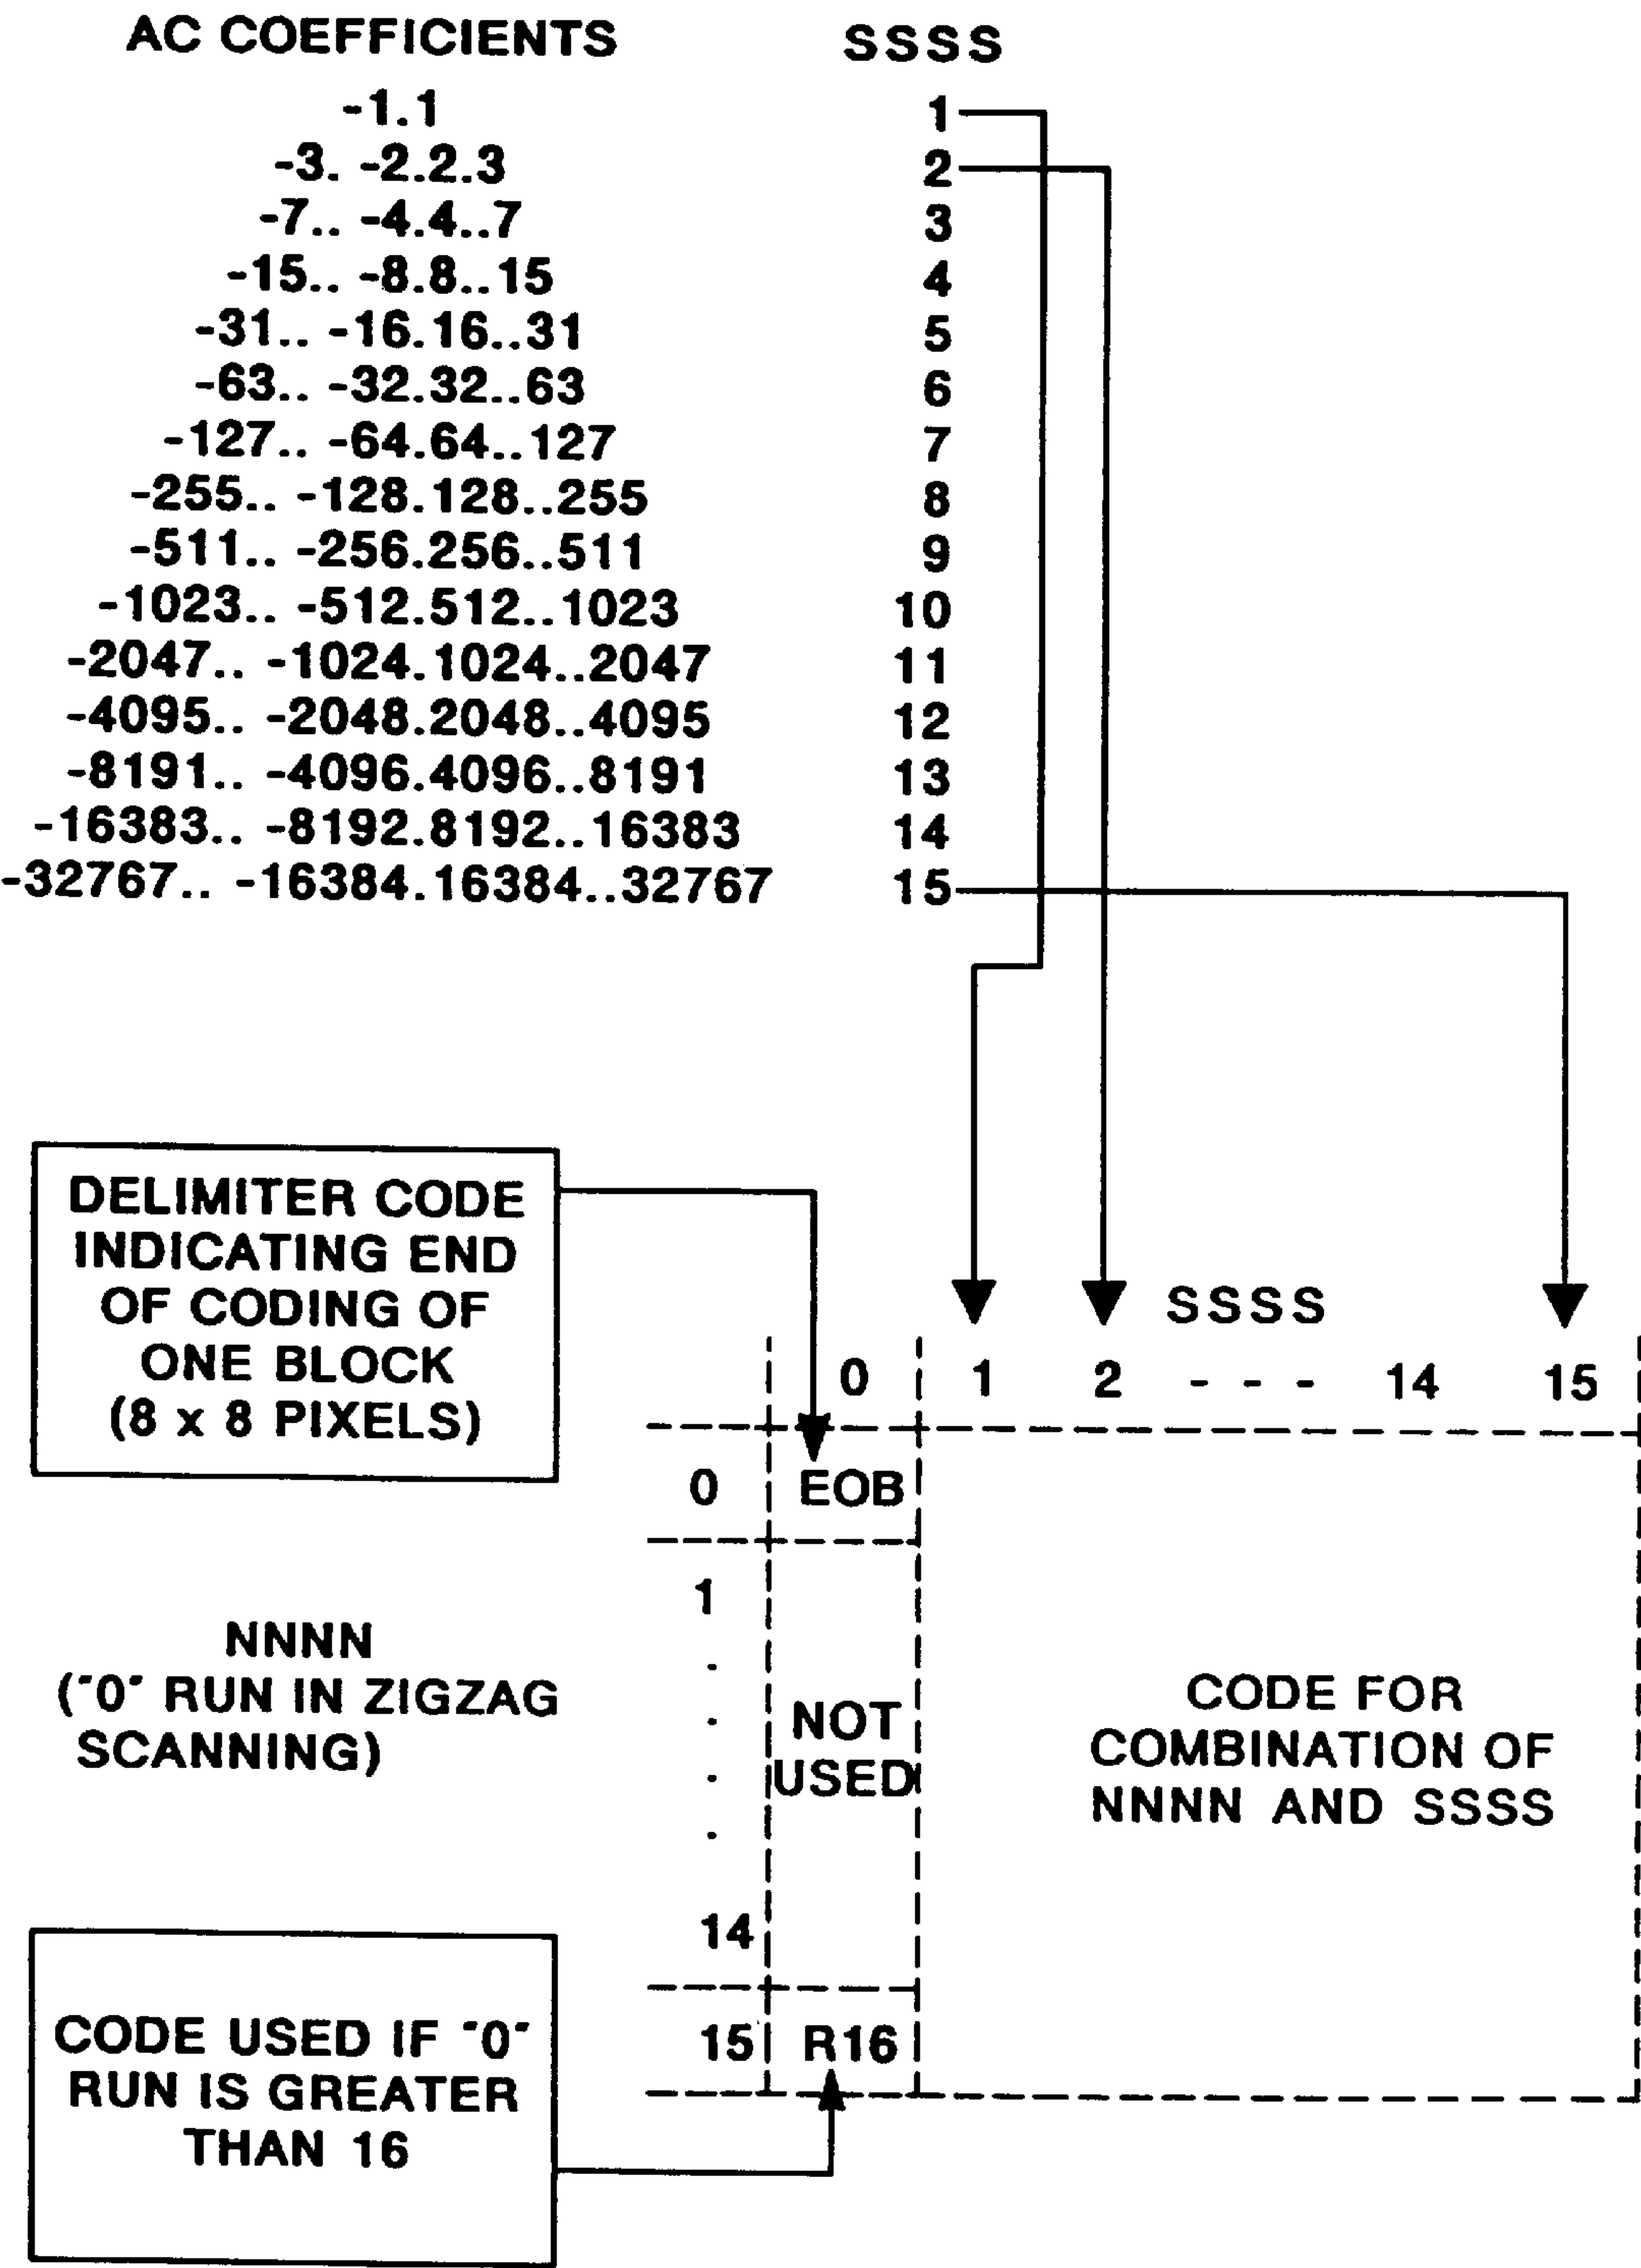 AC COEFFICIENTS SSSS
-1.1 1
-3. -2.2.3 2
-7.. -4.4..7 3
-15.. -8.8..15 4
-31.. -16.16..31 5
-63.. -32.32..63 6
-127.. -64.64..127 7
-255.. -128.128..255 8
-511.. -256.256..511 9
-1023.. -512.512..1023 10
-2047.. -1024.1024..2047 11
-4095.. -2048.2048..4095 12
-8191.. -4096.4096..8191 13
-16383.. -8192.8192..16383 14
-32767.. -16384.16384..32767 15
DELIMITER CODE
INDICATING END
OF CODING OF
ONE BLOCK
(8 x 8 PIXELS)
SSSS
0 1 2 - - - 14 15
0 EOB
1
.
.
.
.
14
15 R16
NNNN
("0" RUN IN ZIGZAG
SCANNING)
NOT
USED
CODE FOR
COMBINATION OF
NNNN AND SSSS
CODE USED IF "0"
RUN IS GREATER
THAN 16